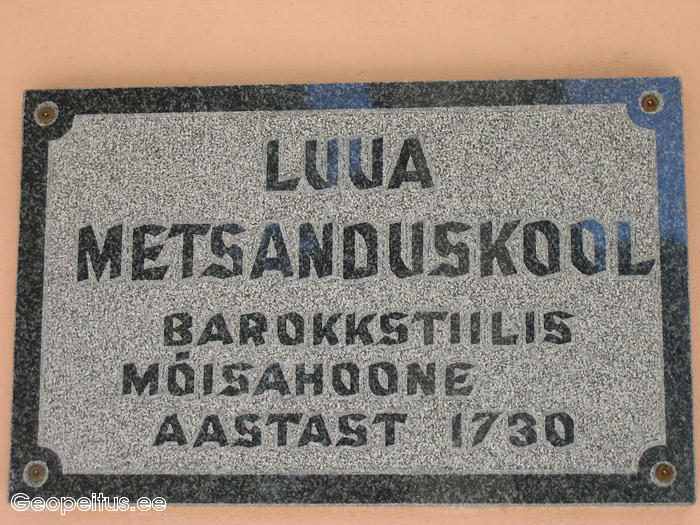 LUUA
METSANDUSKOOL
BAROKKSTIILIS
MÕISAHOONE
AASTAST 1730
Geopeitus.ee